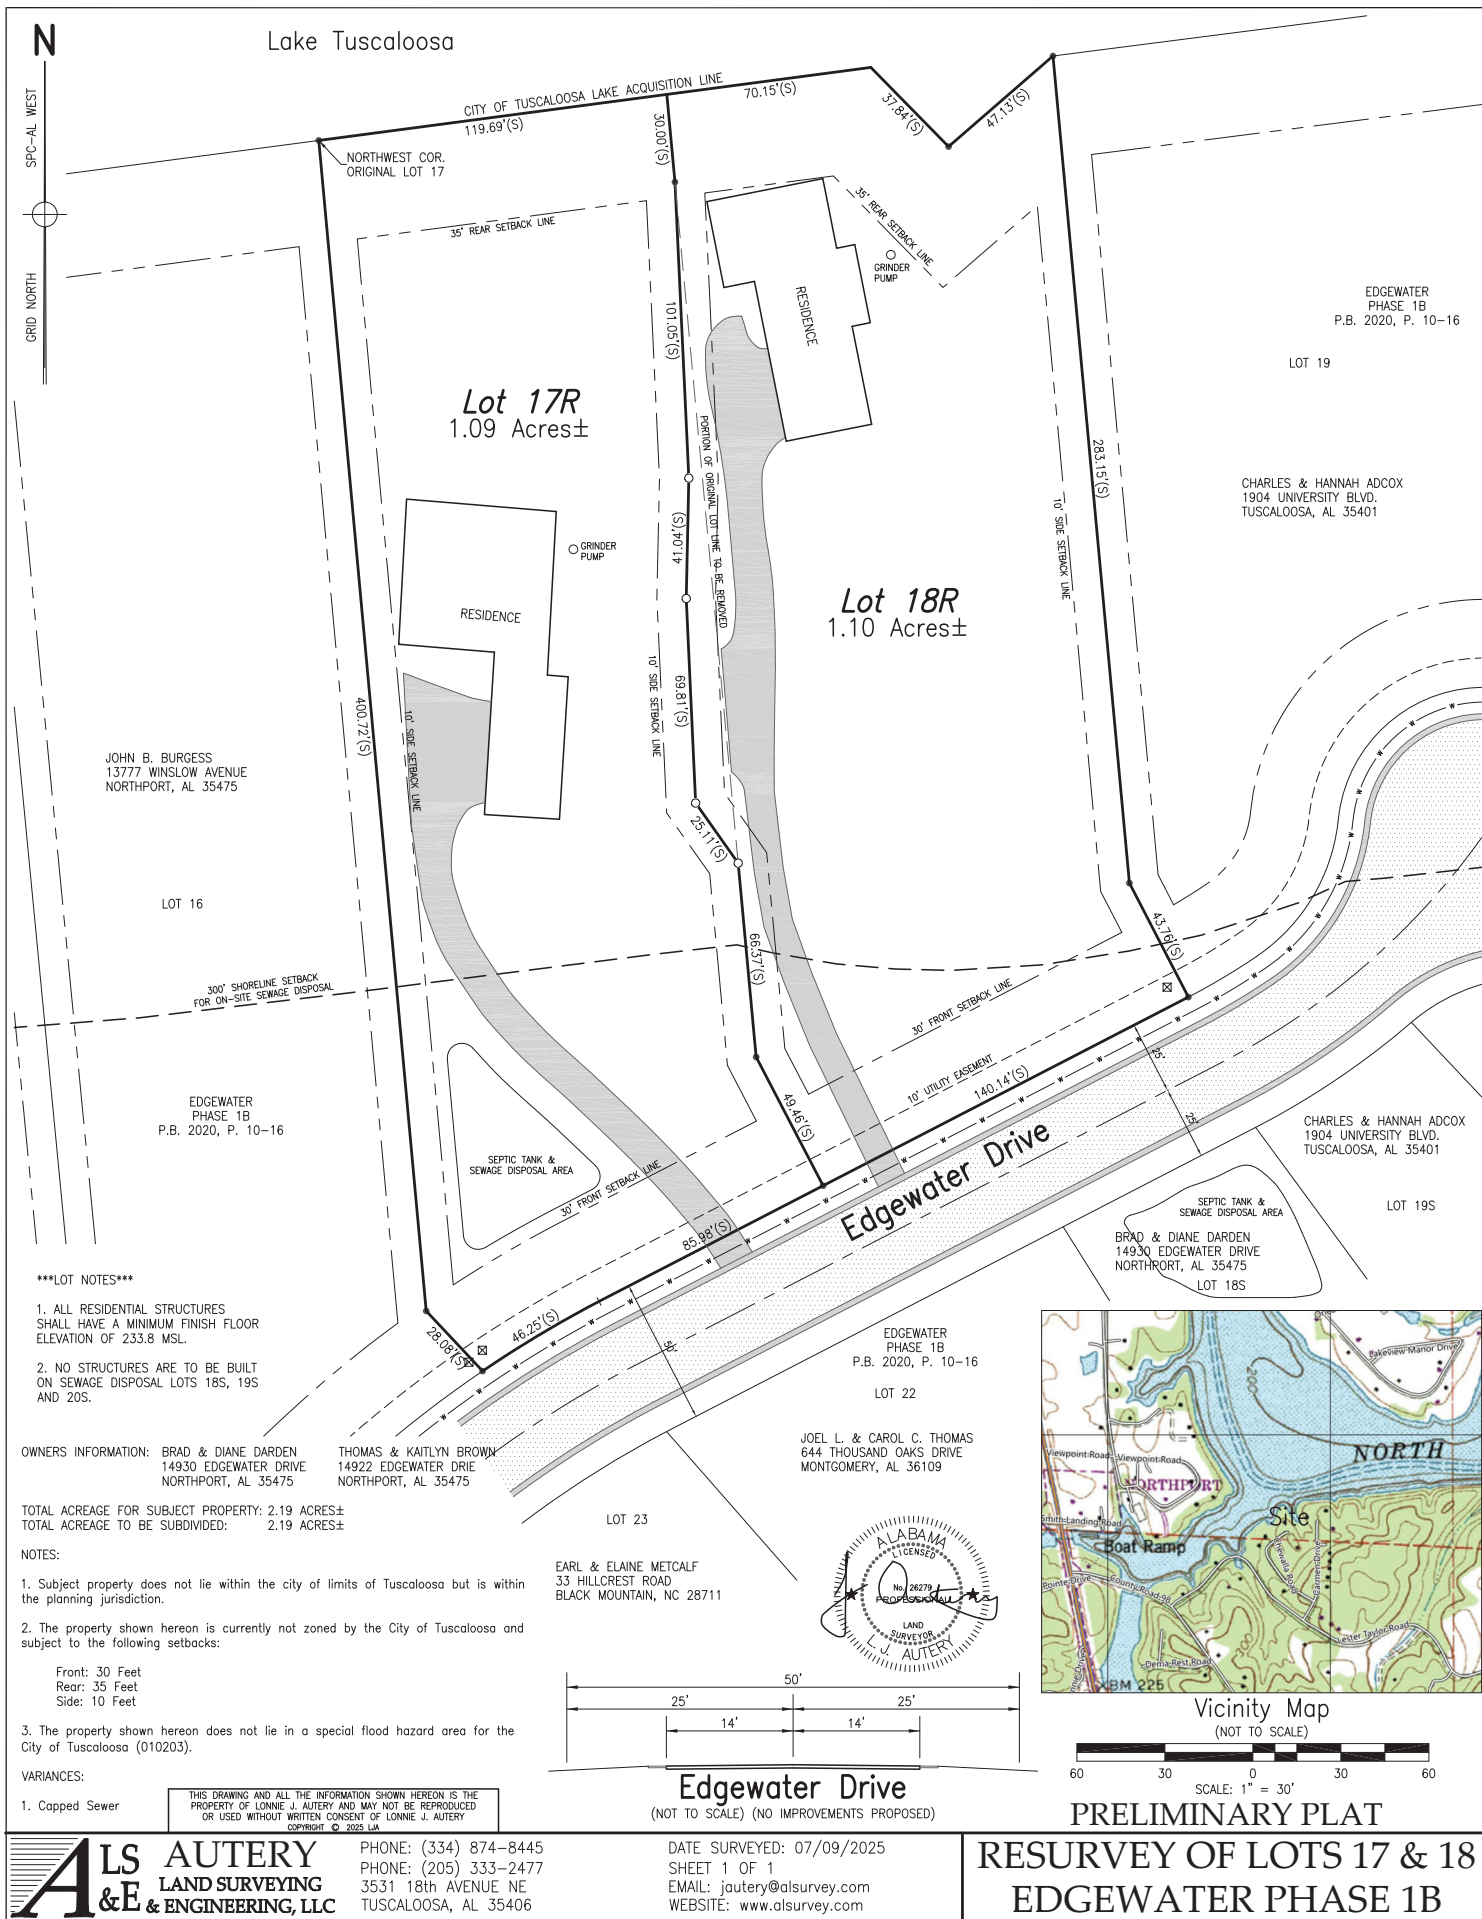 N
Lake Tuscaloosa
SPC-AL WEST
GRID NORTH
CITY OF TUSCALOOSA LAKE ACQUISITION LINE
119.69'(S)
70.15'(S)
37.84'(S)
47.13'(S)
30.00'(S)
NORTHWEST COR.
ORIGINAL LOT 17
35' REAR SETBACK LINE
35' REAR SETBACK LINE
GRINDER
PUMP
RESIDENCE
101.05'(S)
EDGEWATER
PHASE 1B
P.B. 2020, P. 10-16
LOT 19
Lot 17R
1.09 Acres±
PORTION OF ORIGINAL LOT LINE TO BE REMOVED
283.15'(S)
CHARLES & HANNAH ADCOX
1904 UNIVERSITY BLVD.
TUSCALOOSA, AL 35401
10' SIDE SETBACK LINE
41.04'(S)
GRINDER
PUMP
RESIDENCE
Lot 18R
1.10 Acres±
10' SIDE SETBACK LINE
69.81'(S)
400.72'(S)
10' SIDE SETBACK LINE
JOHN B. BURGESS
13777 WINSLOW AVENUE
NORTHPORT, AL 35475
25.11'(S)
LOT 16
66.37'(S)
43.76'(S)
300' SHORELINE SETBACK
FOR ON-SITE SEWAGE DISPOSAL
30' FRONT SETBACK LINE
10' UTILITY EASEMENT
140.14'(S)
25'
25'
49.46'(S)
EDGEWATER
PHASE 1B
P.B. 2020, P. 10-16
SEPTIC TANK &
SEWAGE DISPOSAL AREA
30' FRONT SETBACK LINE
Edgewater Drive
CHARLES & HANNAH ADCOX
1904 UNIVERSITY BLVD.
TUSCALOOSA, AL 35401
LOT 19S
SEPTIC TANK &
SEWAGE DISPOSAL AREA
BRAD & DIANE DARDEN
14930 EDGEWATER DRIVE
NORTHPORT, AL 35475
LOT 18S
85.98'(S)
46.25'(S)
28.08'(S)
50'
***LOT NOTES***
1. ALL RESIDENTIAL STRUCTURES
SHALL HAVE A MINIMUM FINISH FLOOR
ELEVATION OF 233.8 MSL.
2. NO STRUCTURES ARE TO BE BUILT
ON SEWAGE DISPOSAL LOTS 18S, 19S
AND 20S.
EDGEWATER
PHASE 1B
P.B. 2020, P. 10-16
LOT 22
JOEL L. & CAROL C. THOMAS
644 THOUSAND OAKS DRIVE
MONTGOMERY, AL 36109
OWNERS INFORMATION: BRAD & DIANE DARDEN
14930 EDGEWATER DRIVE
NORTHPORT, AL 35475
THOMAS & KAITLYN BROWN
14922 EDGEWATER DRIE
NORTHPORT, AL 35475
TOTAL ACREAGE FOR SUBJECT PROPERTY: 2.19 ACRES±
TOTAL ACREAGE TO BE SUBDIVIDED: 2.19 ACRES±
LOT 23
EARL & ELAINE METCALF
33 HILLCREST ROAD
BLACK MOUNTAIN, NC 28711
NOTES:
1. Subject property does not lie within the city of limits of Tuscaloosa but is within
the planning jurisdiction.
2. The property shown hereon is currently not zoned by the City of Tuscaloosa and
subject to the following setbacks:
Front: 30 Feet
Rear: 35 Feet
Side: 10 Feet
3. The property shown hereon does not lie in a special flood hazard area for the
City of Tuscaloosa (010203).
VARIANCES:
1. Capped Sewer
ALABAMA
LICENSED
No. 26279
PROFESSIONAL
LAND
SURVEYOR
L.J. AUTERY
Lakeview Manor Drive
200
NORTH
Viewpoint Road
Viewpoint Road
NORTHPORT
Site
Smith Landing Road
Boat Ramp
Chewalla Road
Carmen Drive
Pointe Drive
County Road 98
Lester Taylor Road
Dema Rest Road
BM 225
Vicinity Map
(NOT TO SCALE)
60 30 0 30 60
SCALE: 1" = 30'
50'
25' 25'
14' 14'
Edgewater Drive
(NOT TO SCALE) (NO IMPROVEMENTS PROPOSED)
THIS DRAWING AND ALL THE INFORMATION SHOWN HEREON IS THE
PROPERTY OF LONNIE J. AUTERY AND MAY NOT BE REPRODUCED
OR USED WITHOUT WRITTEN CONSENT OF LONNIE J. AUTERY
COPYRIGHT © 2025 LJA
PRELIMINARY PLAT
ALS
&E
AUTERY
LAND SURVEYING
& ENGINEERING, LLC
PHONE: (334) 874-8445
PHONE: (205) 333-2477
3531 18th AVENUE NE
TUSCALOOSA, AL 35406
DATE SURVEYED: 07/09/2025
SHEET 1 OF 1
EMAIL: jautery@alsurvey.com
WEBSITE: www.alsurvey.com
RESURVEY OF LOTS 17 & 18
EDGEWATER PHASE 1B